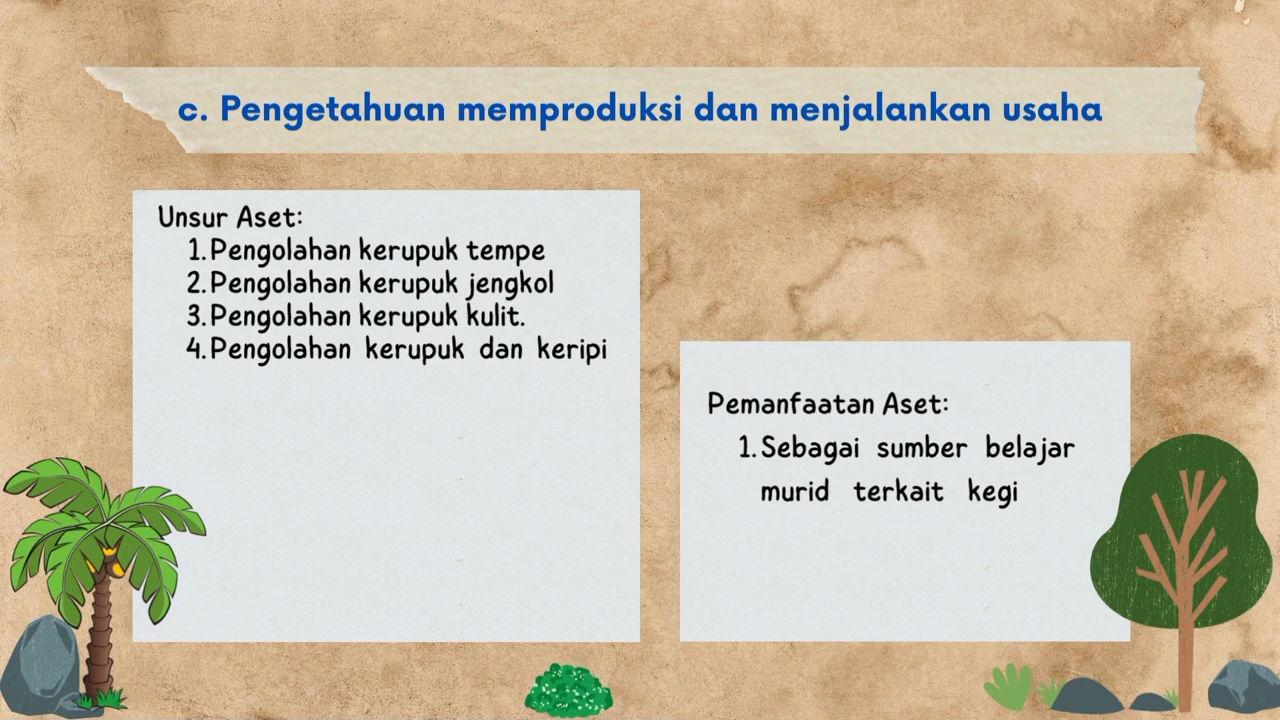 c. Pengetahuan memproduksi dan menjalankan usaha
Unsur Aset:
1. Pengolahan kerupuk tempe
2. Pengolahan kerupuk jengkol
3. Pengolahan kerupuk kulit.
4. Pengolahan kerupuk dan keripi
Pemanfaatan Aset:
1. Sebagai sumber belajar
murid terkait kegi